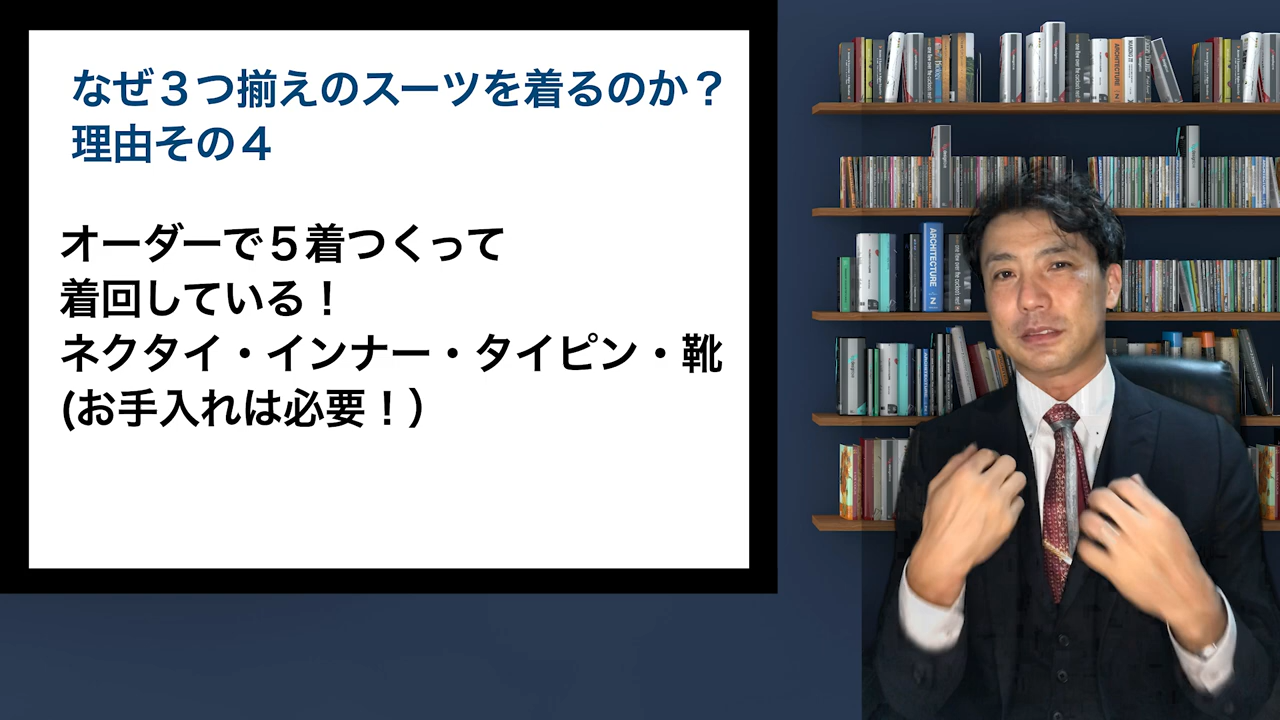 なぜ３つ揃えのスーツを着るのか？
理由その４
オーダーで５着つくって
着回している！
ネクタイ・インナー・タイピン・靴
(お手入れは必要！）
ARCHITECTURE
ARCHITECTURE